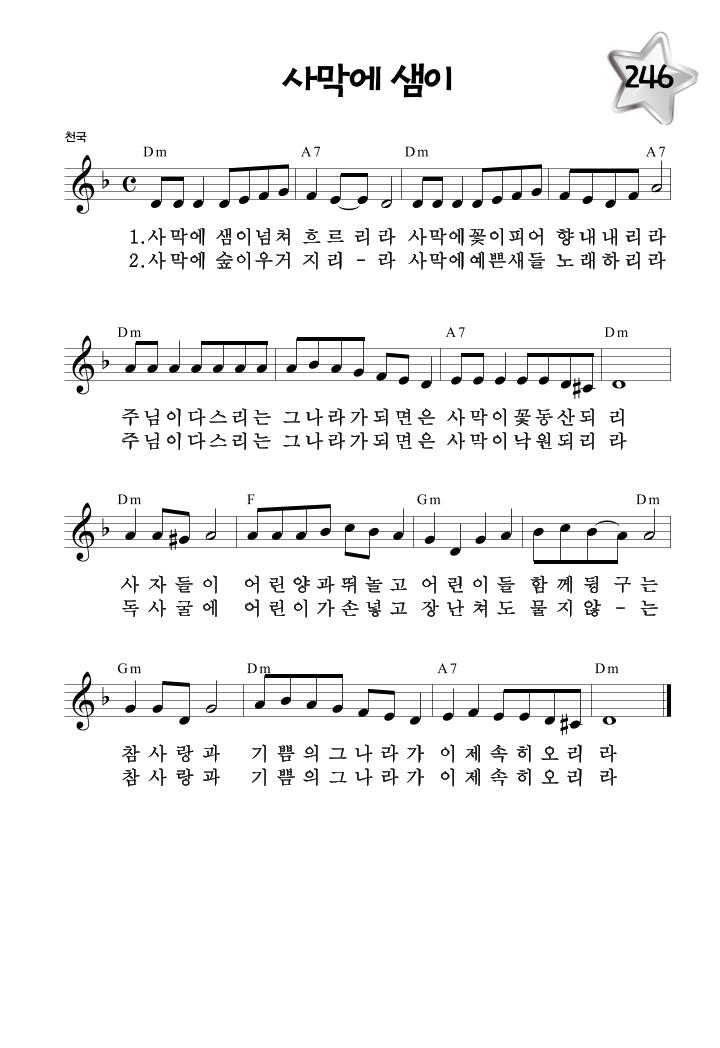 사막에 샘이
246
천국
Dm A7 Dm A7
1.사막에 샘이넘쳐 흐르리라 사막에꽃이피어 향내내리라
2.사막에 숲이우거 지리-라 사막에예쁜새들 노래하리라
Dm A7 Dm
주님이다스리는 그나라가되면은 사막이꽃동산되 리
주님이다스리는 그나라가되면은 사막이낙원되리 라
Dm F Gm Dm
사자들이 어린양과뛰놀고 어린이들 함께뒹구는
독사굴에 어린이가손넣고 장난쳐도 물지않-는
Gm Dm A7 Dm
참사랑과 기쁨의그나라가 이제속히오리 라
참사랑과 기쁨의그나라가 이제속히오리 라